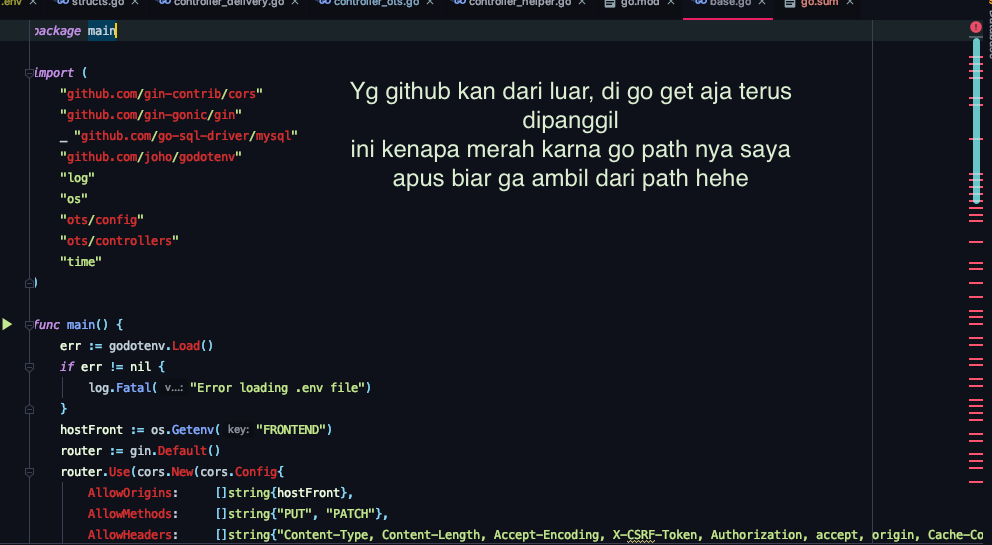 .env structs.go controller_delivery.go controller_ots.go controller_helper.go go.mod base.go go.sum
package main
import (
"github.com/gin-contrib/cors"
"github.com/gin-gonic/gin"
_ "github.com/go-sql-driver/mysql"
"github.com/joho/godotenv"
"log"
"os"
"ots/config"
"ots/controllers"
"time"
)
Yg github kan dari luar, di go get aja terus
dipanggil
ini kenapa merah karna go path nya saya
apus biar ga ambil dari path hehe
func main() {
err := godotenv.Load()
if err != nil {
log.Fatal( v...: "Error loading .env file")
}
hostFront := os.Getenv( key: "FRONTEND")
router := gin.Default()
router.Use(cors.New(cors.Config{
AllowOrigins: []string{hostFront},
AllowMethods: []string{"PUT", "PATCH"},
AllowHeaders: []string{"Content-Type, Content-Length, Accept-Encoding, X-CSRF-Token, Authorization, accept, origin, Cache-Co